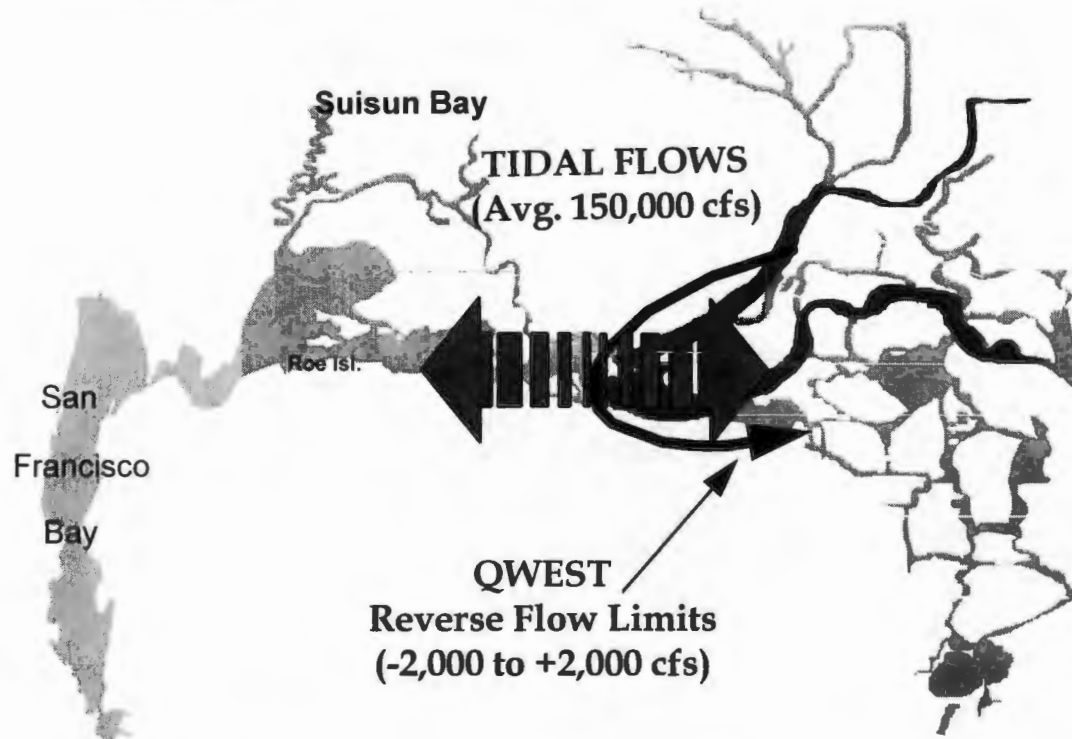 Suisun Bay
TIDAL FLOWS
(Avg. 150,000 cfs)
Roe Isl.
San
Francisco
Bay
QWEST
Reverse Flow Limits
(-2,000 to +2,000 cfs)